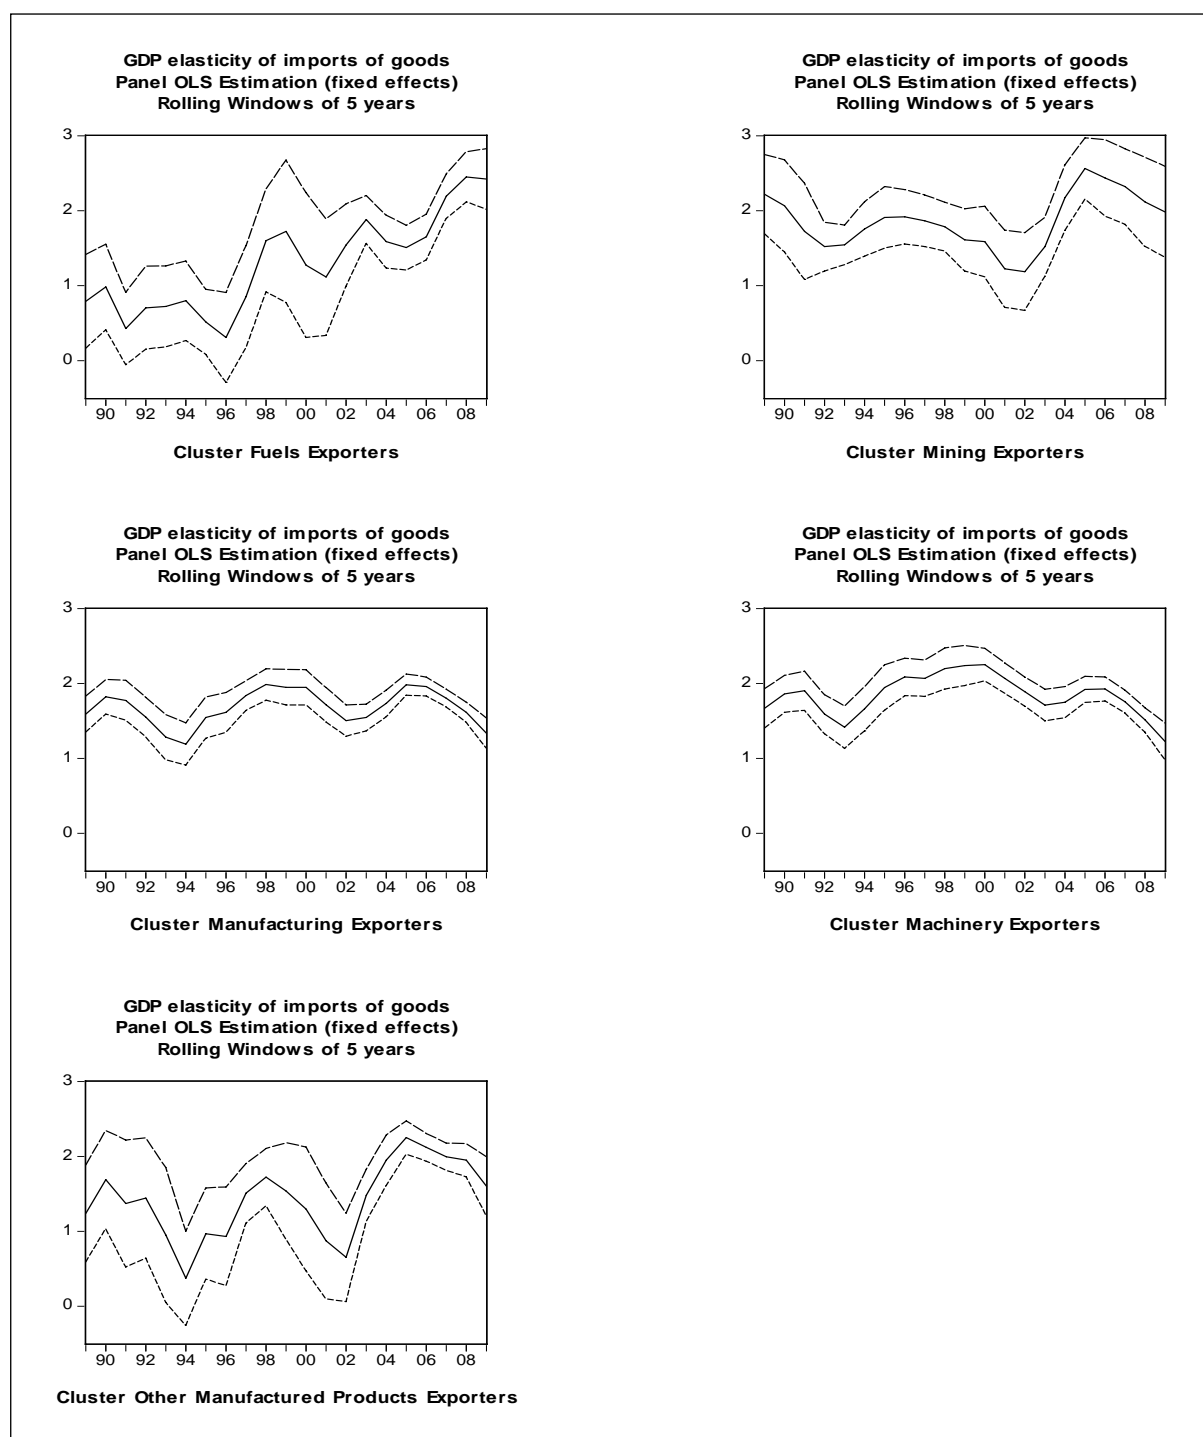 GDP elasticity of imports of goods
Panel OLS Estimation (fixed effects)
Rolling Windows of 5 years
3
2
1
0
90 92 94 96 98 00 02 04 06 08
Cluster Fuels Exporters
GDP elasticity of imports of goods
Panel OLS Estimation (fixed effects)
Rolling Windows of 5 years
3
2
1
0
90 92 94 96 98 00 02 04 06 08
Cluster Mining Exporters
GDP elasticity of imports of goods
Panel OLS Estimation (fixed effects)
Rolling Windows of 5 years
3
2
1
0
90 92 94 96 98 00 02 04 06 08
Cluster Manufacturing Exporters
GDP elasticity of imports of goods
Panel OLS Estimation (fixed effects)
Rolling Windows of 5 years
3
2
1
0
90 92 94 96 98 00 02 04 06 08
Cluster Machinery Exporters
GDP elasticity of imports of goods
Panel OLS Estimation (fixed effects)
Rolling Windows of 5 years
3
2
1
0
90 92 94 96 98 00 02 04 06 08
Cluster Other Manufactured Products Exporters